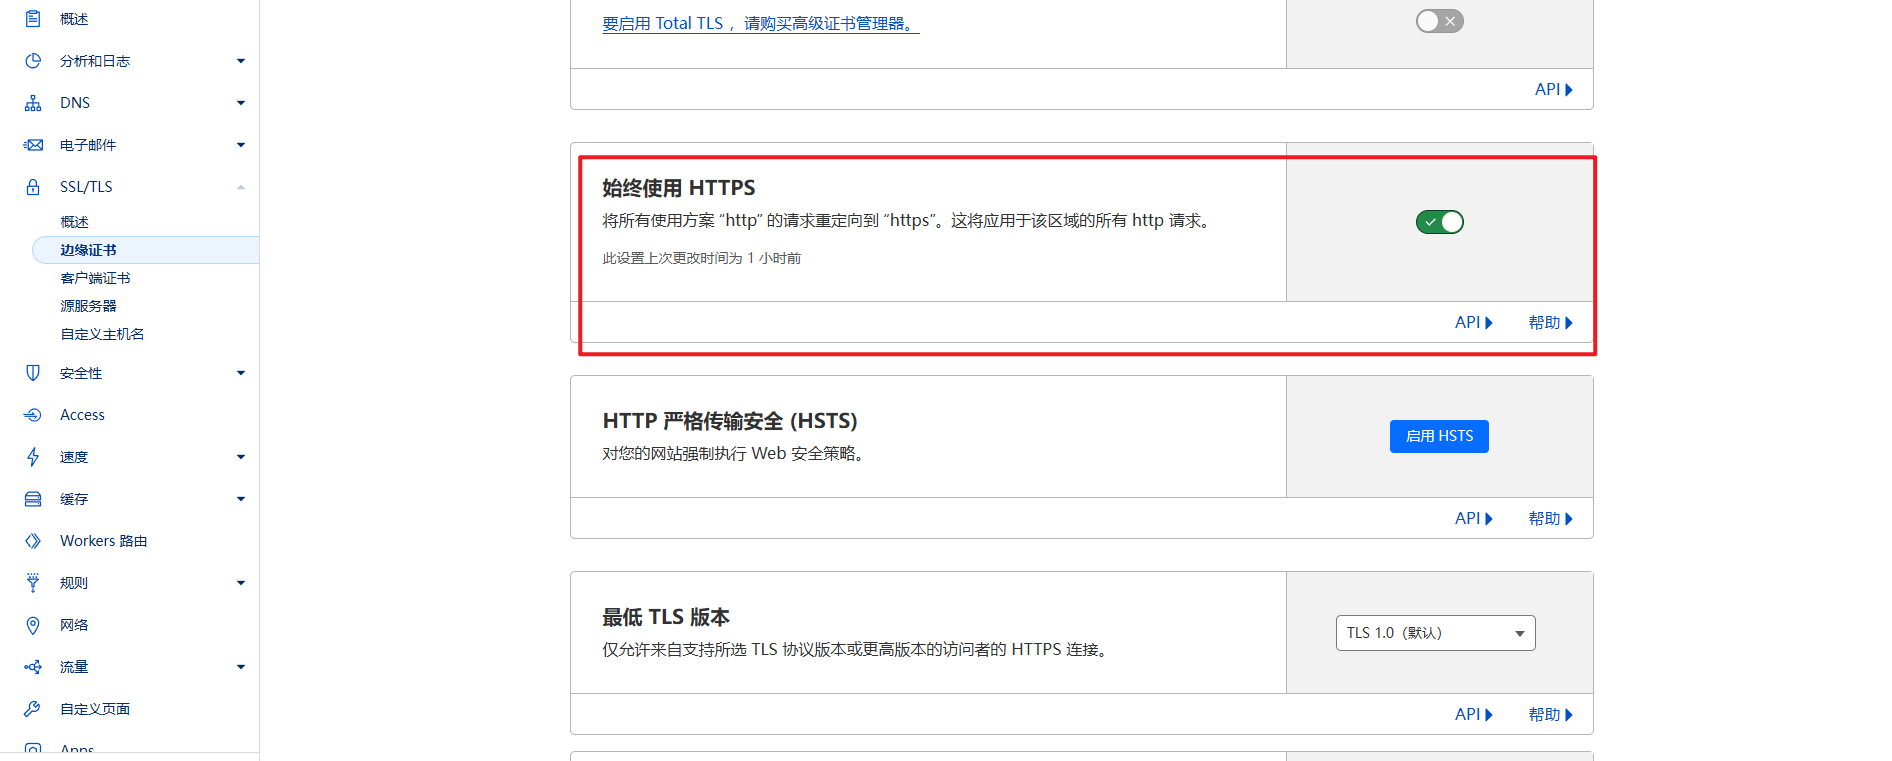 概述
分析和日志
DNS
电子邮件
SSL/TLS
概述
边缘证书
客户端证书
源服务器
自定义主机名
安全性
Access
速度
缓存
Workers 路由
规则
网络
流量
自定义页面
Apps
要启用 Total TLS ，请购买高级证书管理器。
API
始终使用 HTTPS
将所有使用方案 “http” 的请求重定向到 “https”。这将应用于该区域的所有 http 请求。
此设置上次更改时间为 1 小时前
API 帮助
HTTP 严格传输安全 (HSTS)
对您的网站强制执行 Web 安全策略。
启用 HSTS
API 帮助
最低 TLS 版本
仅允许来自支持所选 TLS 协议版本或更高版本的访问者的 HTTPS 连接。
TLS 1.0（默认）
API 帮助